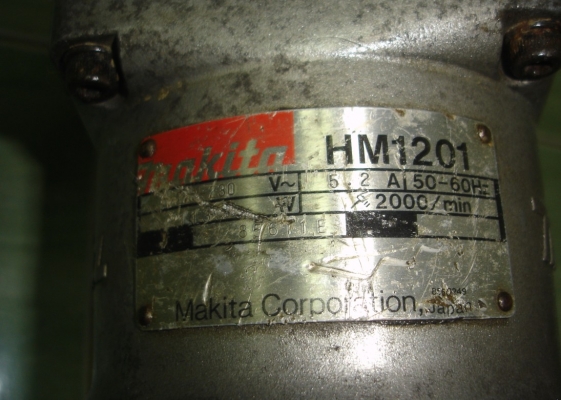 makita HM1201
V~ 5.2 A 50-60Hz
W 2000/min
Makita Corporation, Japan